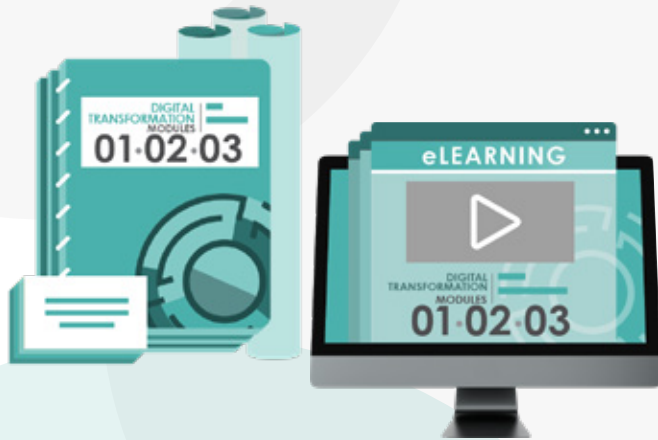 DIGITAL
TRANSFORMATION
MODULES
01·02·03
eLEARNING
DIGITAL
TRANSFORMATION
MODULES
01·02·03